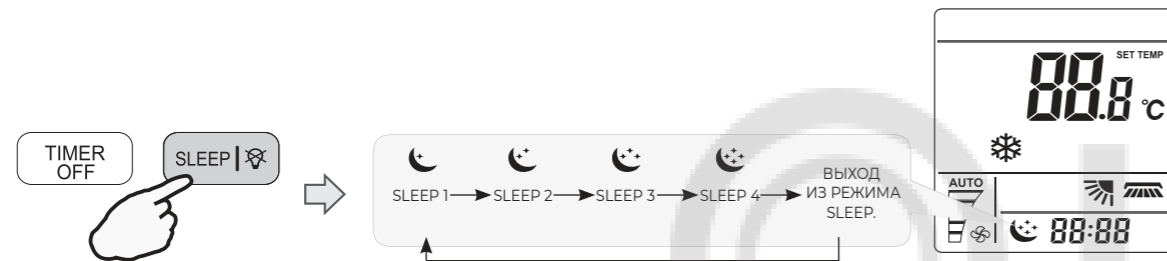 TIMER
OFF
SLEEP
SLEEP 1
SLEEP 2
SLEEP 3
SLEEP 4
ВЫХОД
ИЗ РЕЖИМА
SLEEP.
SET TEMP
88.8 °C
AUTO
88:88